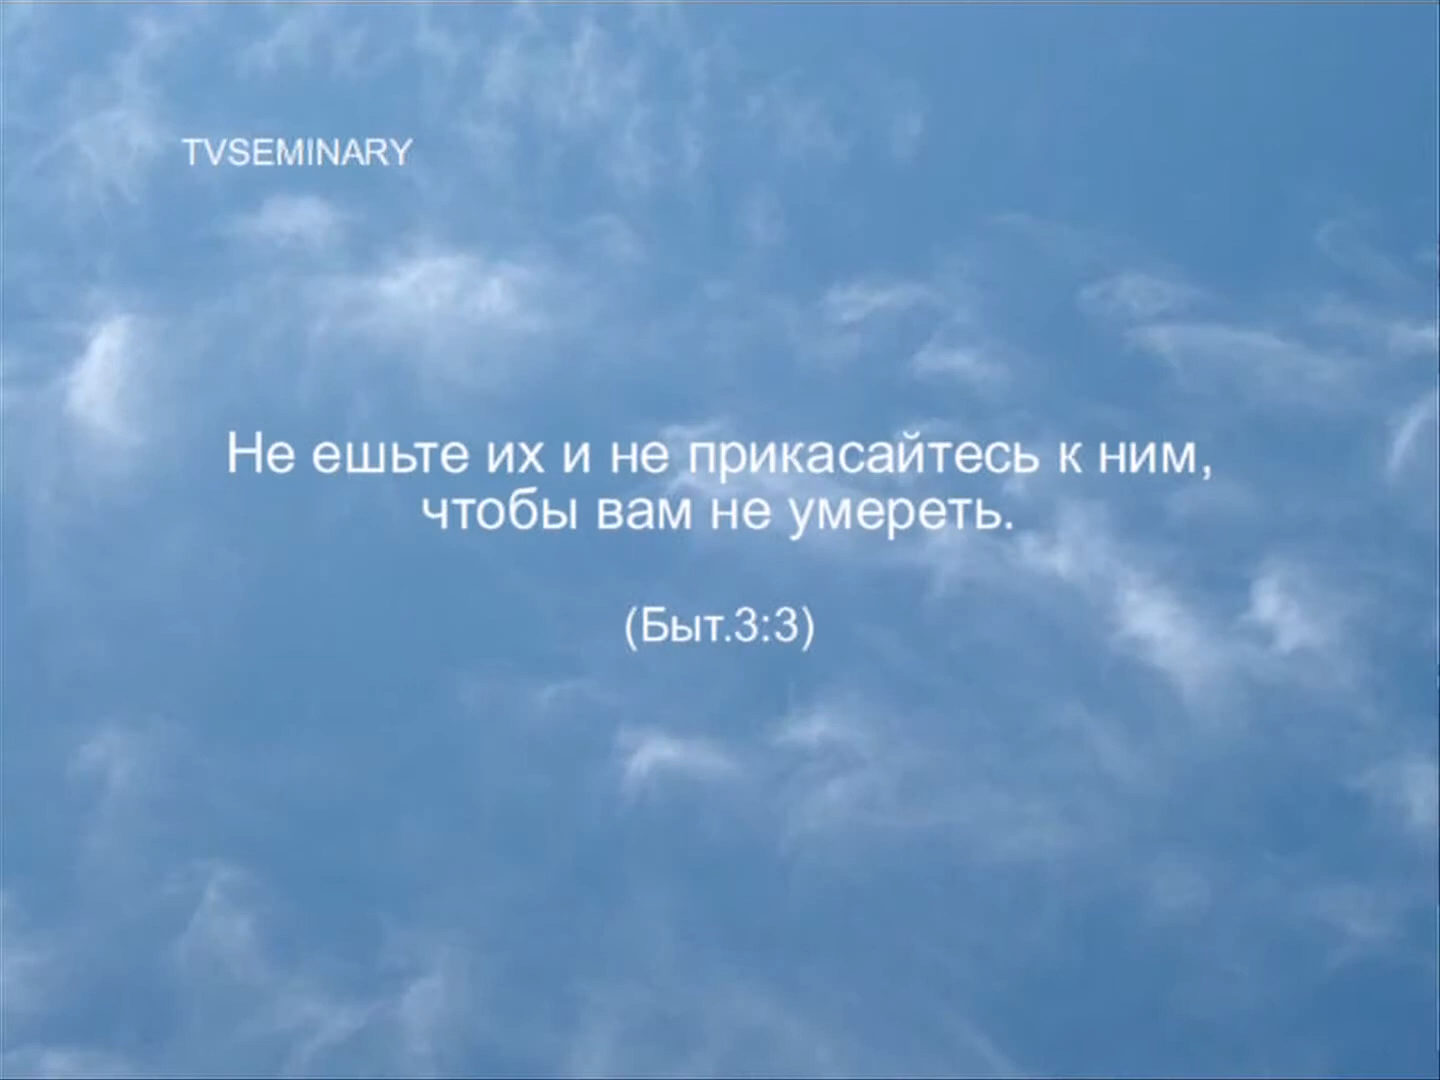 TVSEMINARY
Не ешьте их и не прикасайтесь к ним,
чтобы вам не умереть.
(Быт.3:3)